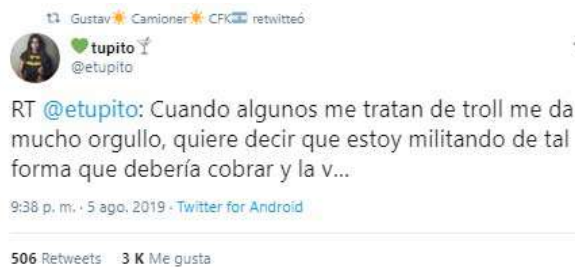 Gustav☀ Camioner☀ CFK🇦🇷 retwitteó
💚tupito🍸
@etupito
RT @etupito: Cuando algunos me tratan de troll me da
mucho orgullo, quiere decir que estoy militando de tal
forma que debería cobrar y la v...
9:38 p. m. · 5 ago. 2019 · Twitter for Android
506 Retweets 3 K Me gusta